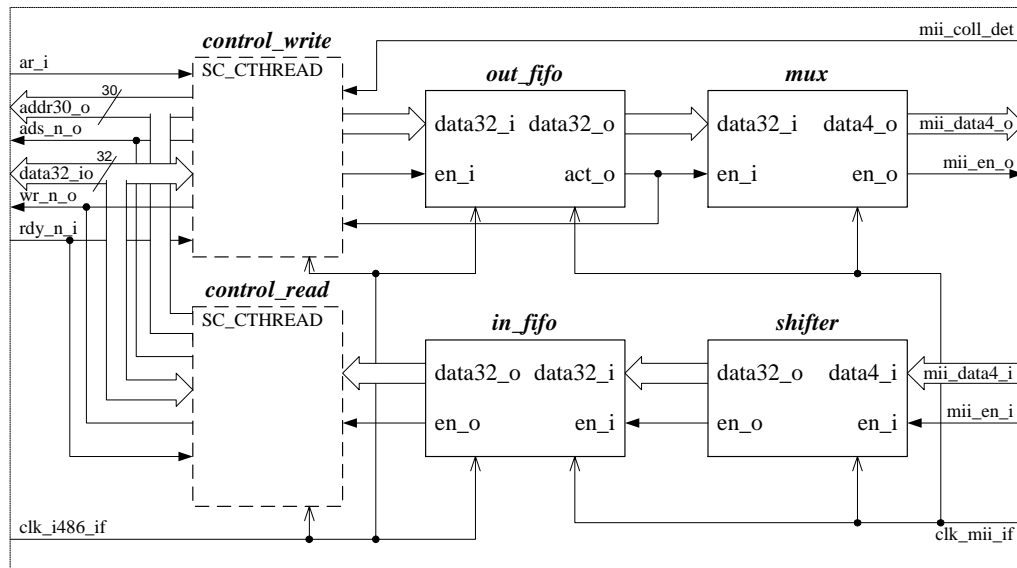 control_write
mii_coll_det
SC_CTHREAD
out_fifo
mux
ar_i
30
addr30_o
ads_n_o
data32_i data32_o
data32_i data4_o
mii_data4_o
32
data32_io
en_i act_o
en_i en_o
mii_en_o
wr_n_o
rdy_n_i
control_read
SC_CTHREAD
in_fifo
shifter
data32_o data32_i
data32_o data4_i
mii_data4_i
en_o en_i
en_o en_i
mii_en_i
clk_i486_if
clk_mii_if